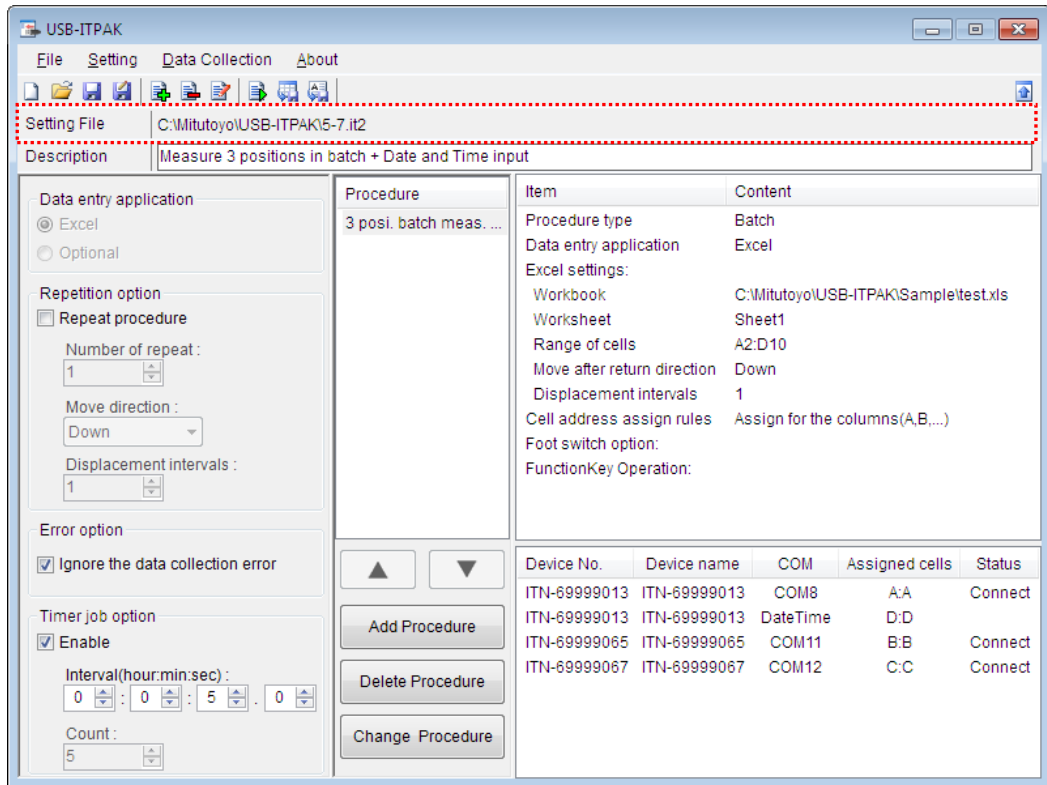 USB-ITPAK
File Setting Data Collection About
Setting File C:\Mitutoyo\USB-ITPAK\5-7.it2
Description Measure 3 positions in batch + Date and Time input
Data entry application
Excel
Optional
Repetition option
Repeat procedure
Number of repeat :
1
Move direction :
Down
Displacement intervals :
1
Error option
Ignore the data collection error
Timer job option
Enable
Interval(hour:min:sec) :
0 : 0 : 5 . 0
Count :
5
Procedure
3 posi. batch meas. ...
Add Procedure
Delete Procedure
Change Procedure
Item Content
Procedure type Batch
Data entry application Excel
Excel settings:
Workbook C:\Mitutoyo\USB-ITPAK\Sample\test.xls
Worksheet Sheet1
Range of cells A2:D10
Move after return direction Down
Displacement intervals 1
Cell address assign rules Assign for the columns(A,B,...)
Foot switch option:
FunctionKey Operation:
Device No. Device name COM Assigned cells Status
ITN-69999013 ITN-69999013 COM8 A:A Connect
ITN-69999013 ITN-69999013 DateTime D:D
ITN-69999065 ITN-69999065 COM11 B:B Connect
ITN-69999067 ITN-69999067 COM12 C:C Connect